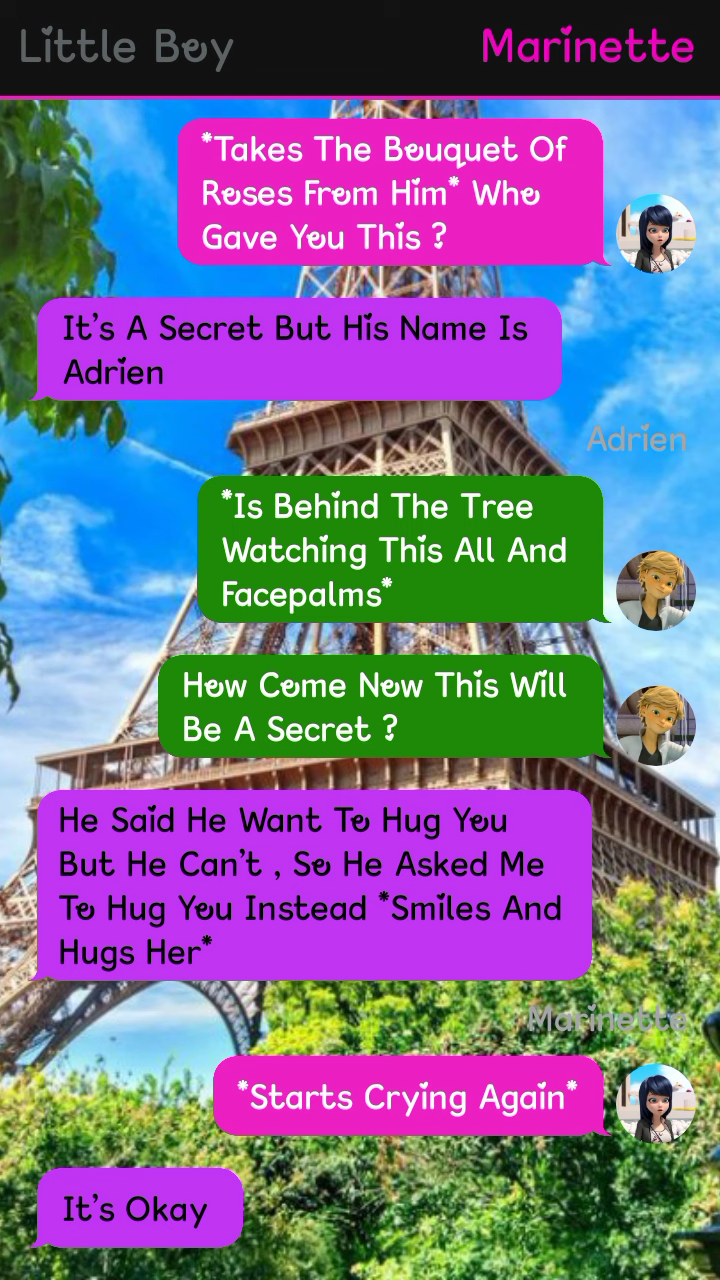 Little Boy
Marinette
*Takes The Bouquet Of
Roses From Him* Who
Gave You This ?
It's A Secret But His Name Is
Adrien
Adrien
*Is Behind The Tree
Watching This All And
Facepalms*
How Come Now This Will
Be A Secret ?
He Said He Want To Hug You
But He Can't , So He Asked Me
To Hug You Instead *Smiles And
Hugs Her*
Marinette
*Starts Crying Again*
It's Okay